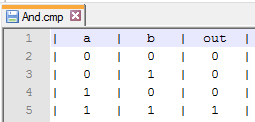 And.cmp
1 | a | b | out |
2 | 0 | 0 | 0 |
3 | 0 | 1 | 0 |
4 | 1 | 0 | 0 |
5 | 1 | 1 | 1 |